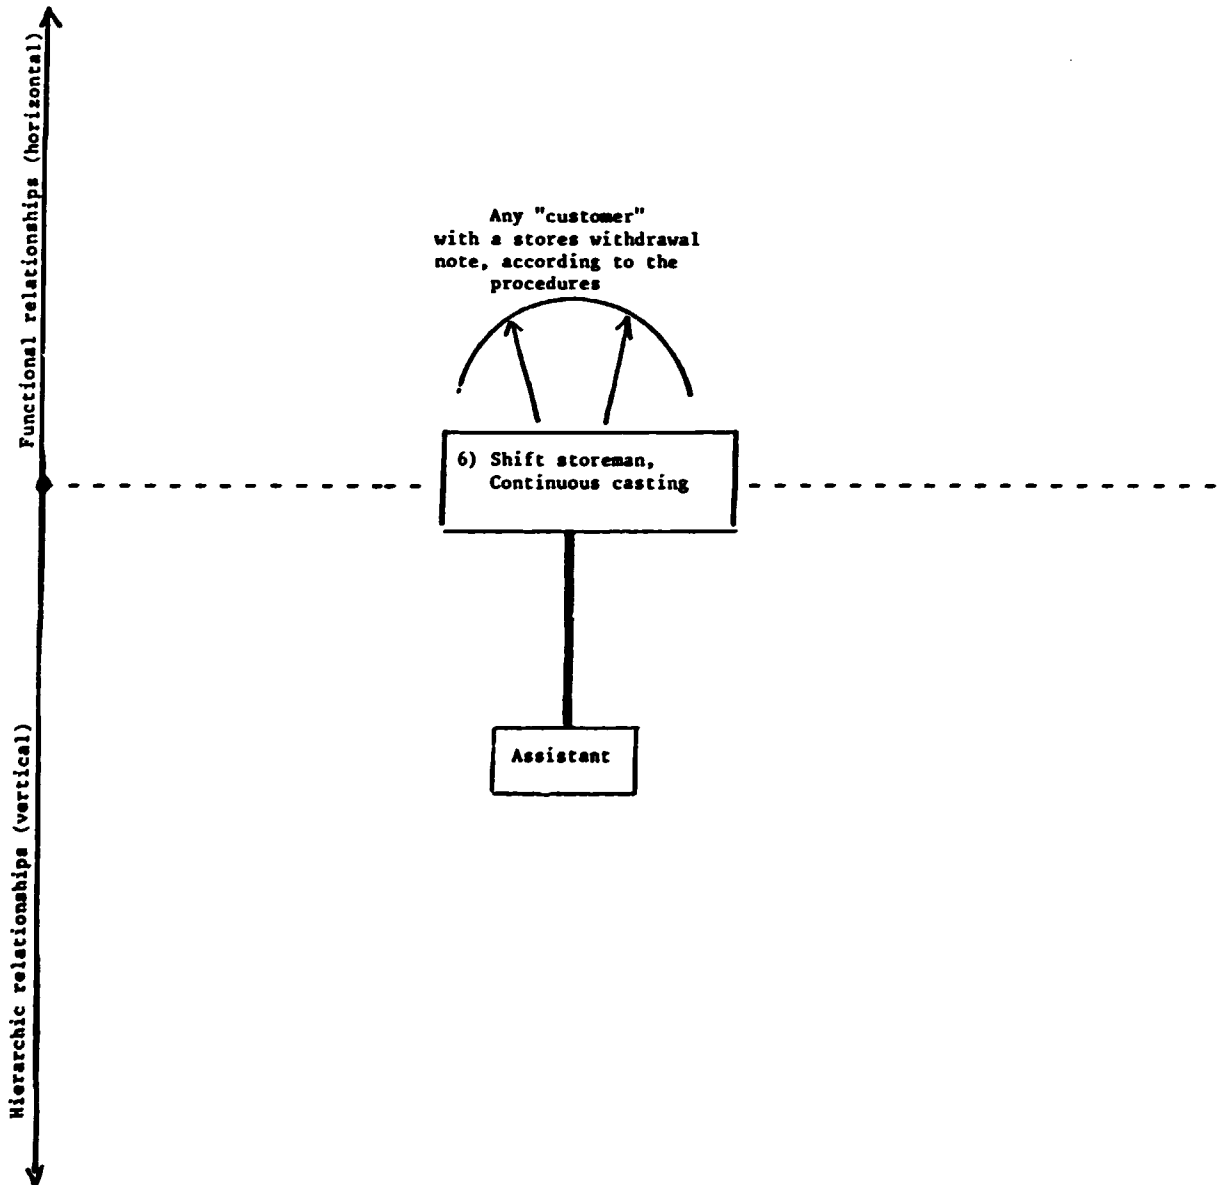 Functional relationships (horizontal)
Any "customer"
with a stores withdrawal
note, according to the
procedures
6) Shift storeman,
Continuous casting
Assistant
Hierarchic relationships (vertical)